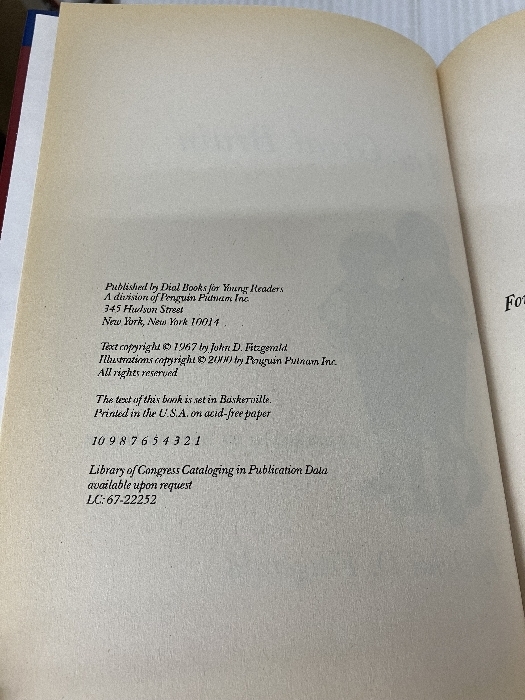 Published by Dial Books for Young Readers
A division of Penguin Putnam Inc.
345 Hudson Street
New York, New York 10014
Text copyright © 1967 by John D. Fitzgerald
Illustrations copyright © 2000 by Penguin Putnam Inc.
All rights reserved
The text of this book is set in Baskerville.
Printed in the U.S.A. on acid-free paper
10 9 8 7 6 5 4 3 2 1
Library of Congress Cataloging in Publication Data
available upon request
LC: 67-22252